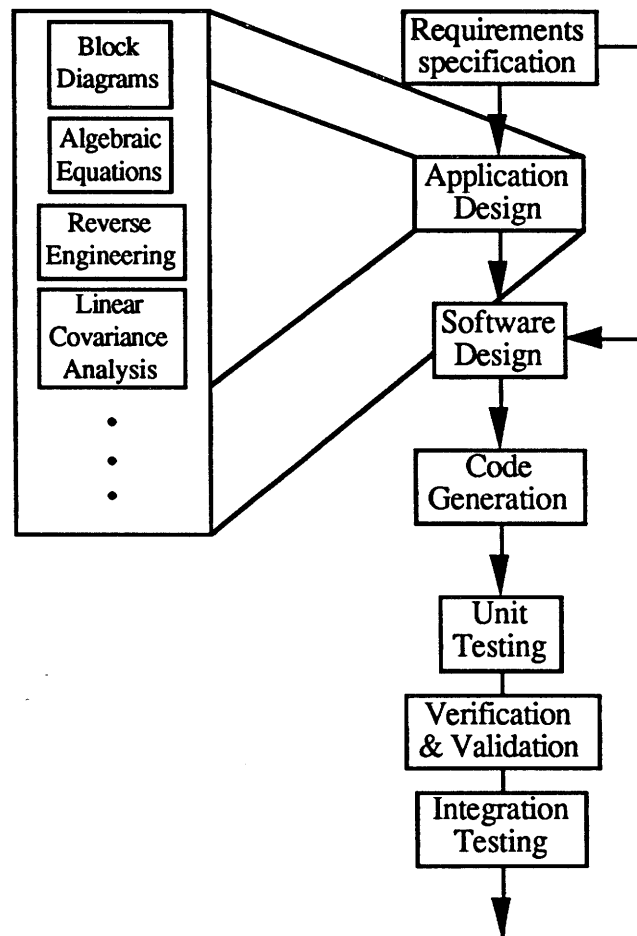 Block
Diagrams
Algebraic
Equations
Reverse
Engineering
Linear
Covariance
Analysis
Requirements
specification
Application
Design
Software
Design
Code
Generation
Unit
Testing
Verification
& Validation
Integration
Testing